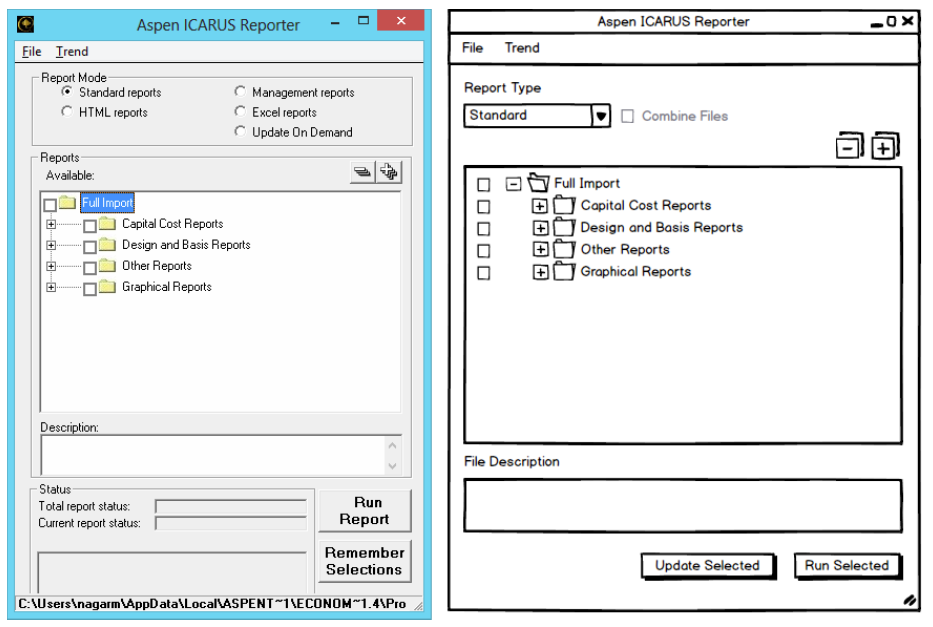 Aspen ICARUS Reporter
File Trend
Report Mode
Standard reports Management reports
HTML reports Excel reports
Update On Demand
Reports
Available:
Full Import
Capital Cost Reports
Design and Basis Reports
Other Reports
Graphical Reports
Description:
Status
Total report status:
Current report status:
Run
Report
Remember
Selections
C:\Users\nagarm\AppData\Local\ASPENT~1\ECONOM~1.4\Pro
Aspen ICARUS Reporter
File Trend
Report Type
Standard Combine Files
Full Import
Capital Cost Reports
Design and Basis Reports
Other Reports
Graphical Reports
File Description
Update Selected Run Selected